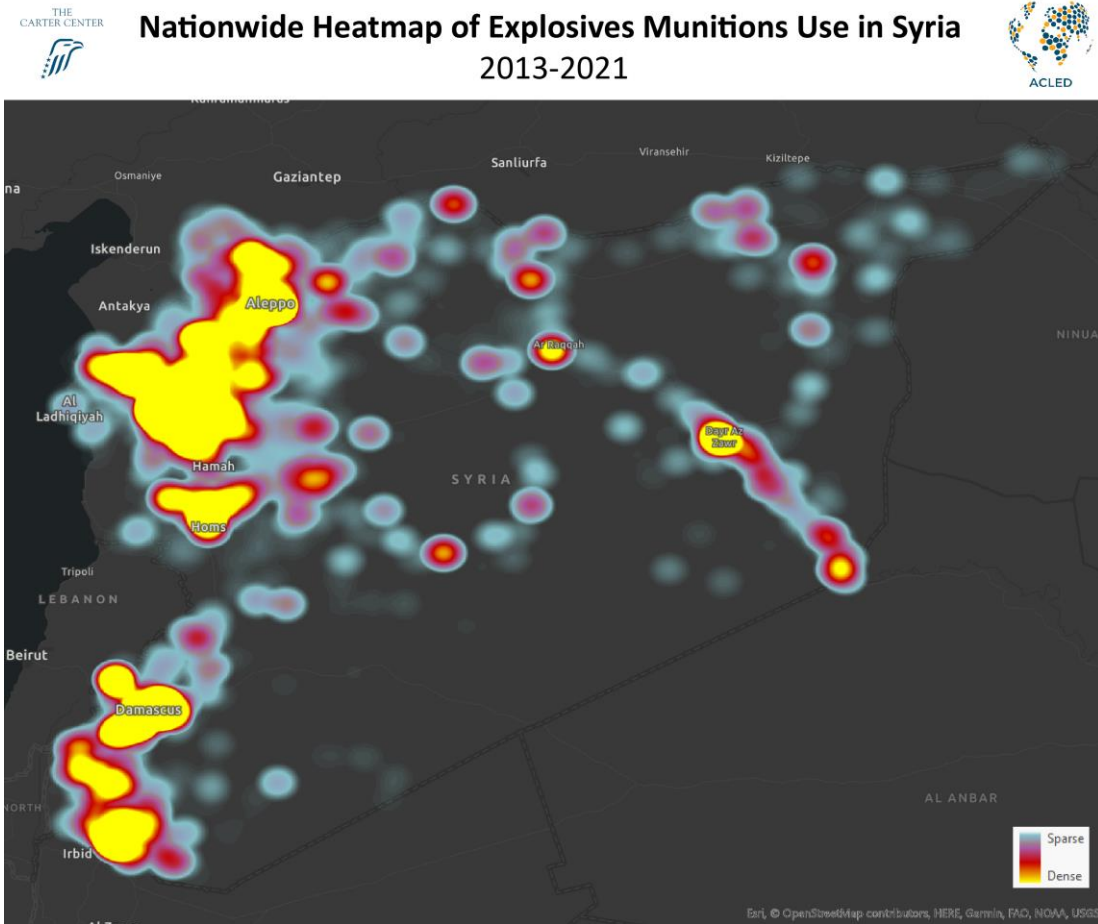 THE
CARTER CENTER
Nationwide Heatmap of Explosives Munitions Use in Syria
2013-2021
ACLED
Viransehir
Sanliurfa
Kiziltepe
Osmaniye
Gaziantep
na
Iskenderun
Antakya
Aleppo
NINUA
Ar Raqqah
Al
Ladhiqiyah
Dayr Az
Zawr
Hamah
SYRIA
Homs
Tripoli
LEBANON
Beirut
Damascus
AL ANBAR
NORTH
Irbid
Sparse
Dense
Esri, © OpenStreetMap contributors, HERE, Garmin, FAO, NOAA, USGS